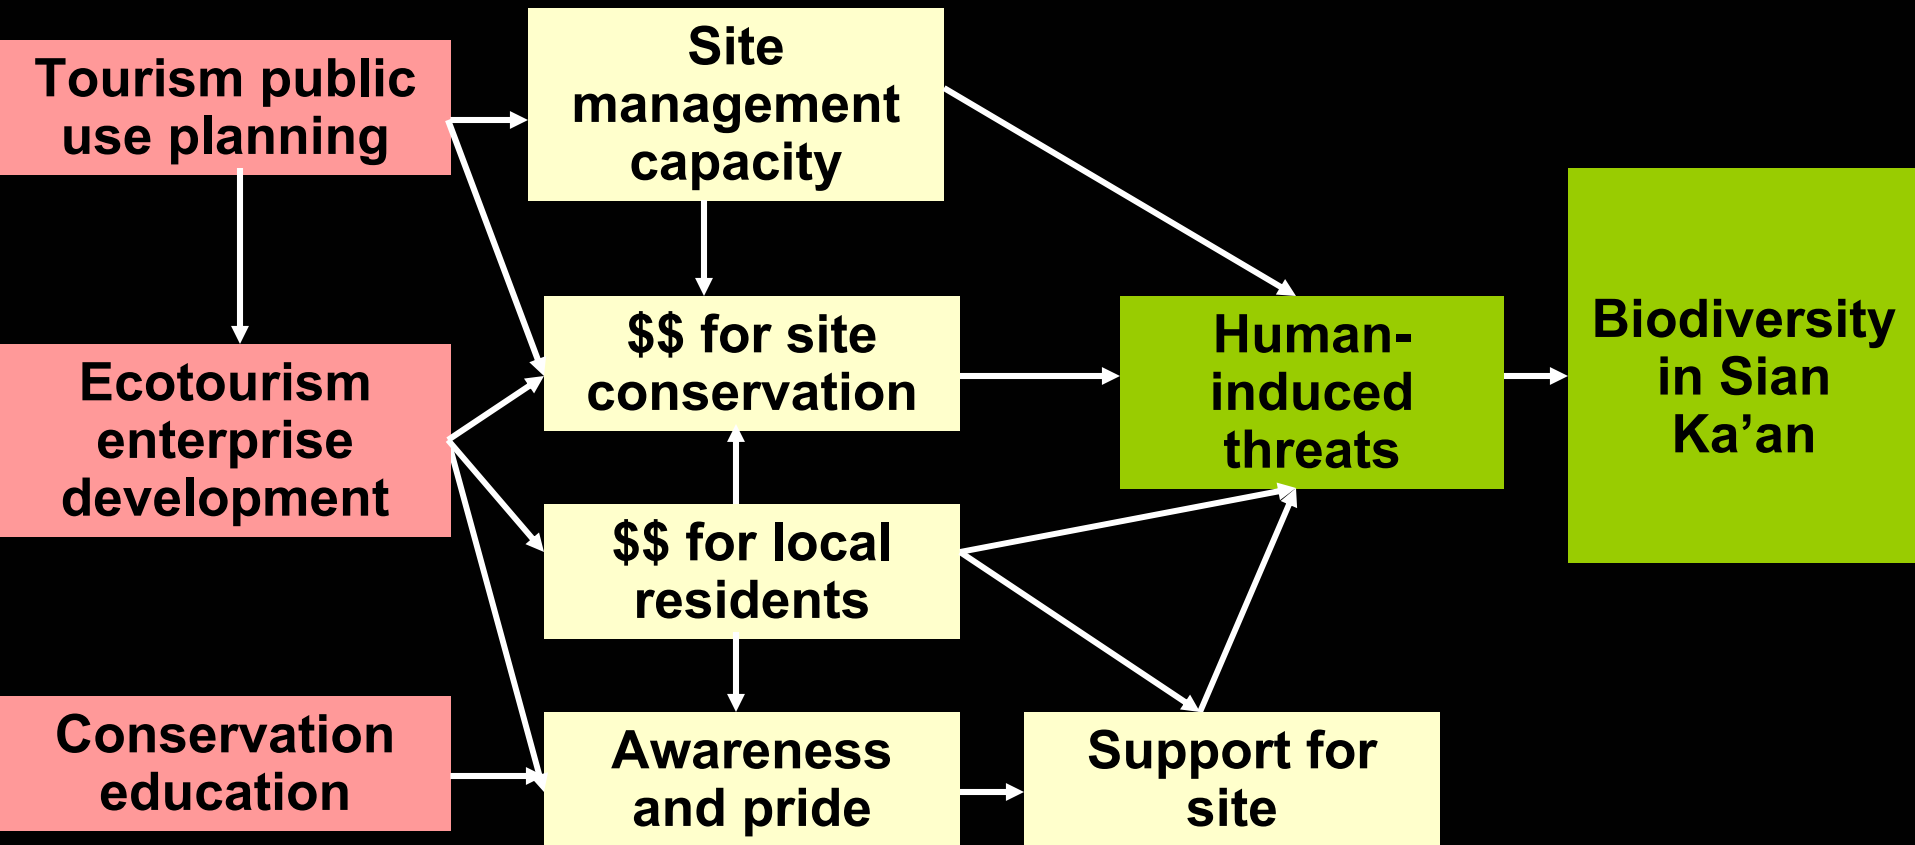 Tourism public
use planning
Site
management
capacity
Ecotourism
enterprise
development
$$ for site
conservation
Human-
induced
threats
Biodiversity
in Sian
Ka’an
$$ for local
residents
Conservation
education
Awareness
and pride
Support for
site